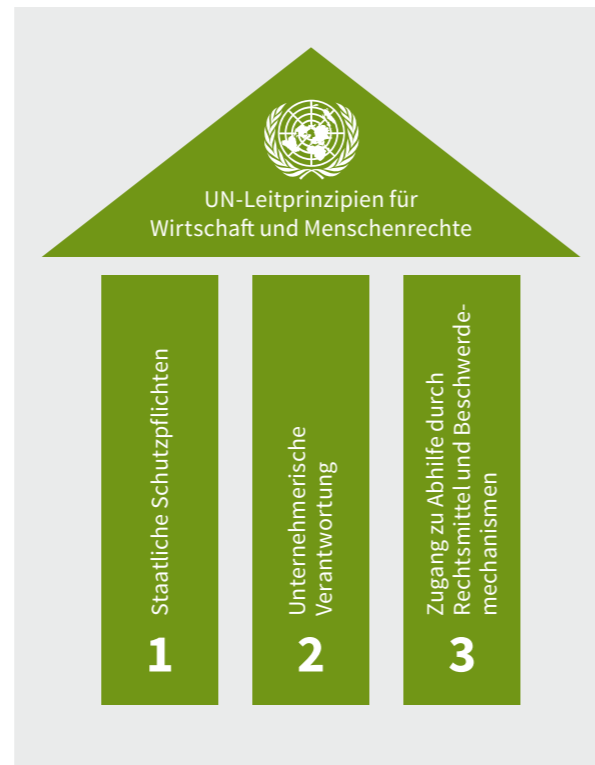 UN-Leitprinzipien für
Wirtschaft und Menschenrechte
Staatliche Schutzpflichten
1
Unternehmerische
Verantwortung
2
Zugang zu Abhilfe durch
Rechtsmittel und Beschwerde-
mechanismen
3